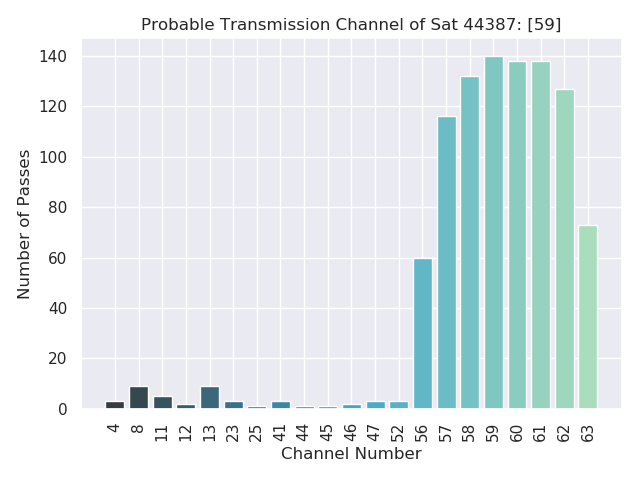 Probable Transmission Channel of Sat 44387: [59]
140
120
100
80
60
40
20
0
Number of Passes
4 8 11 12 13 23 25 41 44 45 46 47 52 56 57 58 59 60 61 62 63
Channel Number